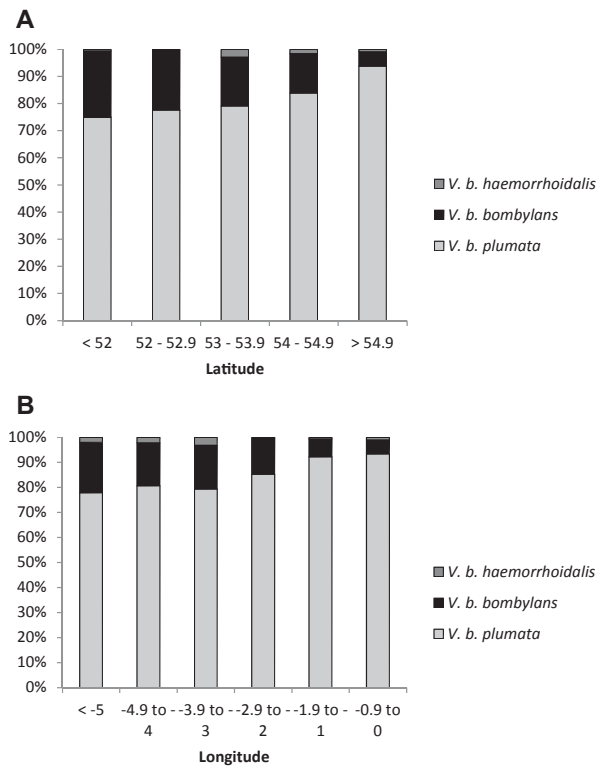 A
100%
90%
80%
70%
60%
50%
40%
30%
20%
10%
0%
< 52 52 - 52.9 53 - 53.9 54 - 54.9 > 54.9
Latitude
V. b. haemorrhoidalis
V. b. bombylans
V. b. plumata
B
100%
90%
80%
70%
60%
50%
40%
30%
20%
10%
0%
< -5 -4.9 to - -3.9 to - -2.9 to - -1.9 to - -0.9 to
4 3 2 1 0
Longitude
V. b. haemorrhoidalis
V. b. bombylans
V. b. plumata